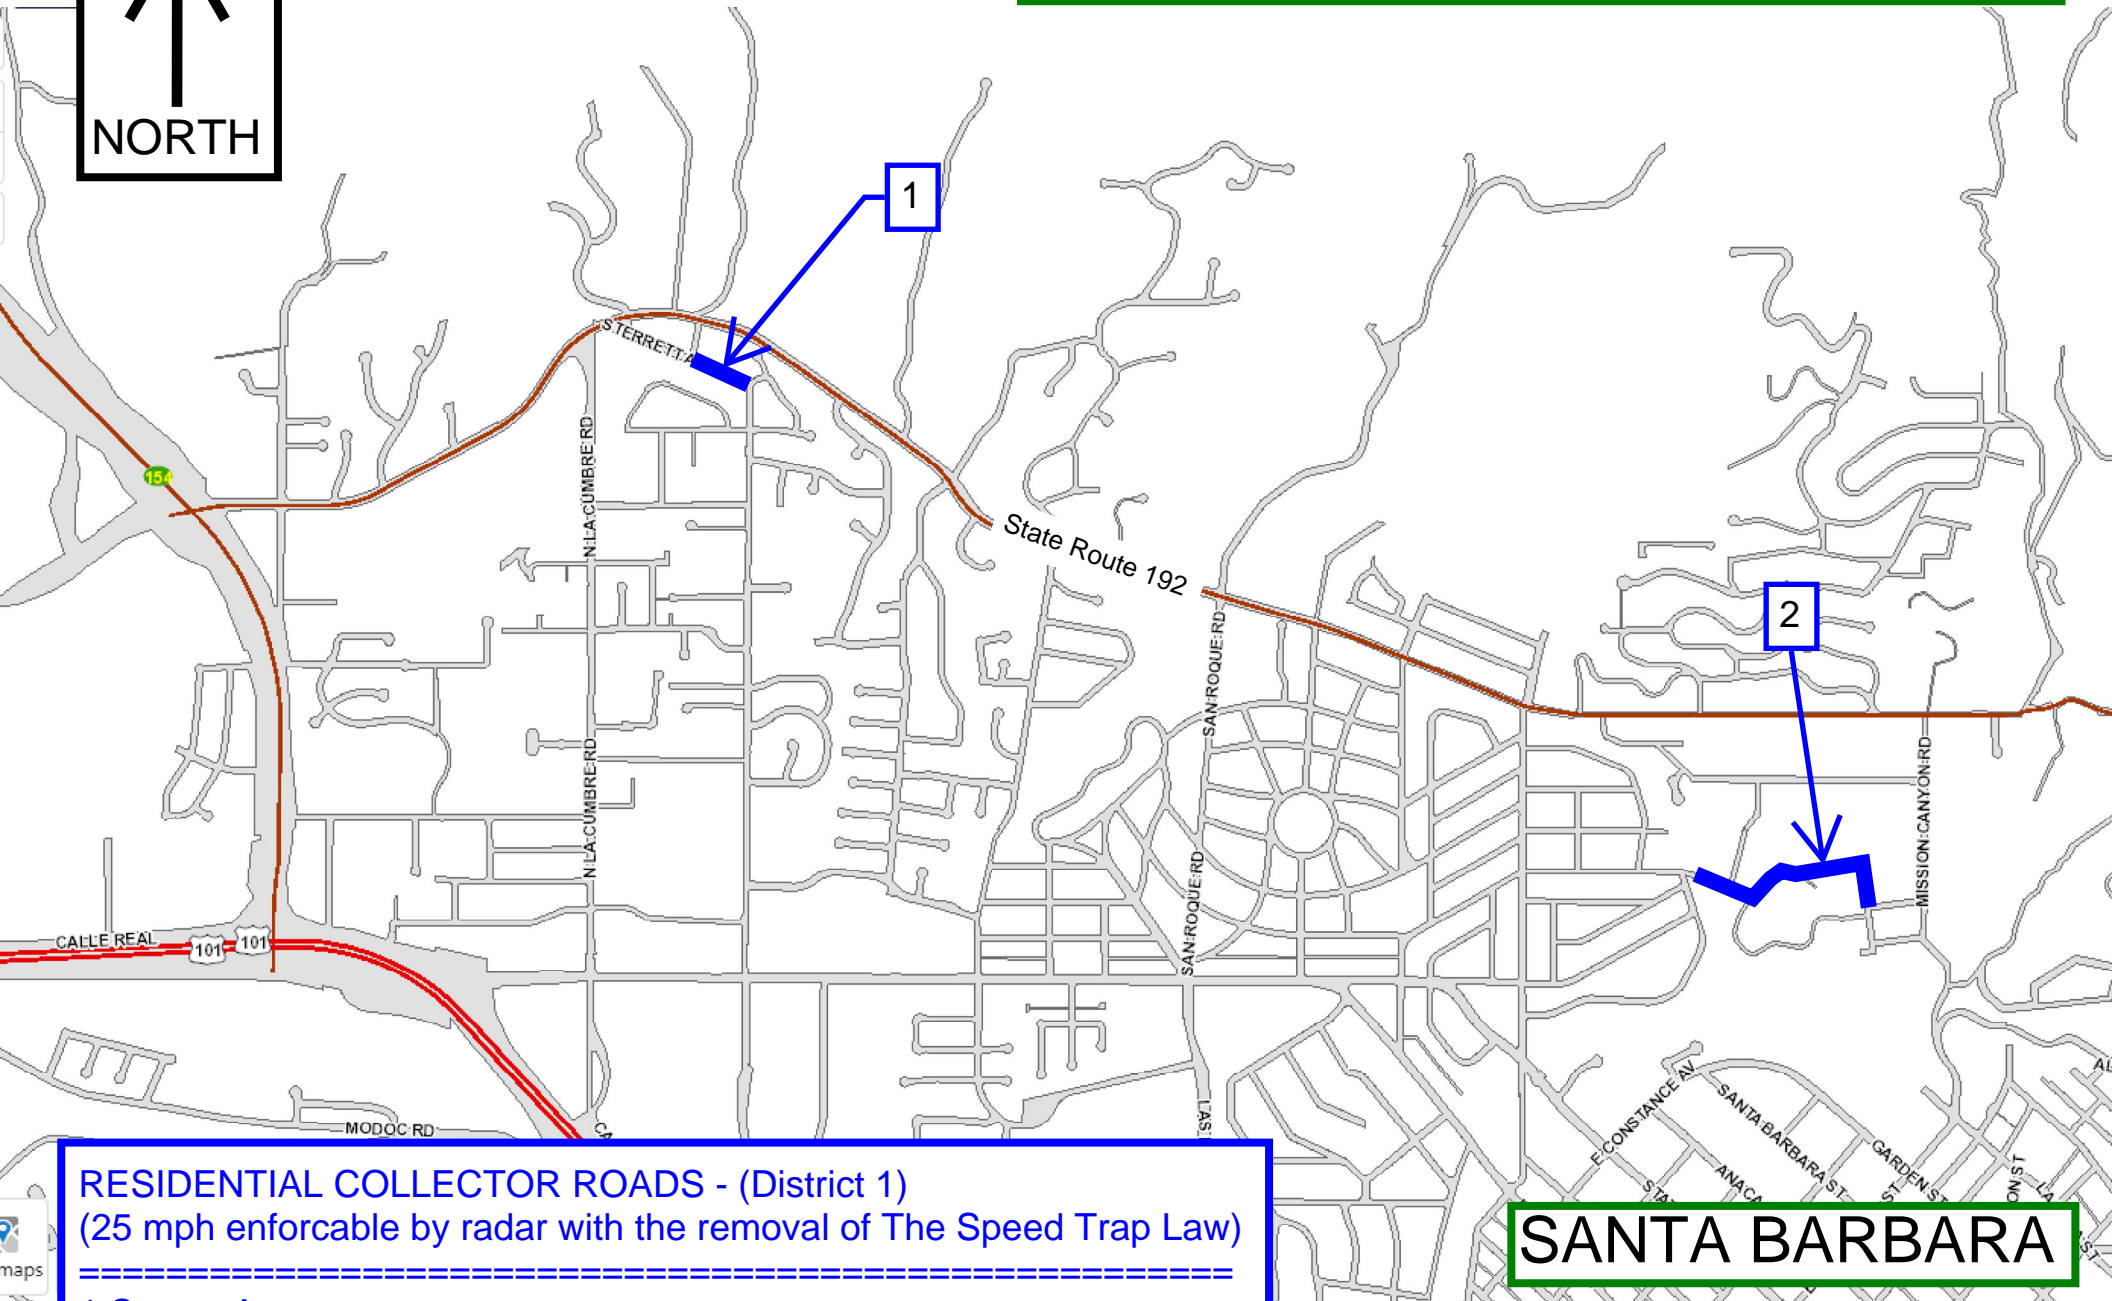 NORTH
1
STERRETT A
N LA CUMBRE RD
154
State Route 192
2
SAN ROQUE RD
N LA CUMBRE RD
MISSION CANYON RD
SAN ROQUE RD
CALLE REAL
101
101
MODOC RD
E CONSTANCE AV
SANTA BARBARA ST
GARDEN ST
RESIDENTIAL COLLECTOR ROADS - (District 1)
(25 mph enforcable by radar with the removal of The Speed Trap Law)
SANTA BARBARA
maps